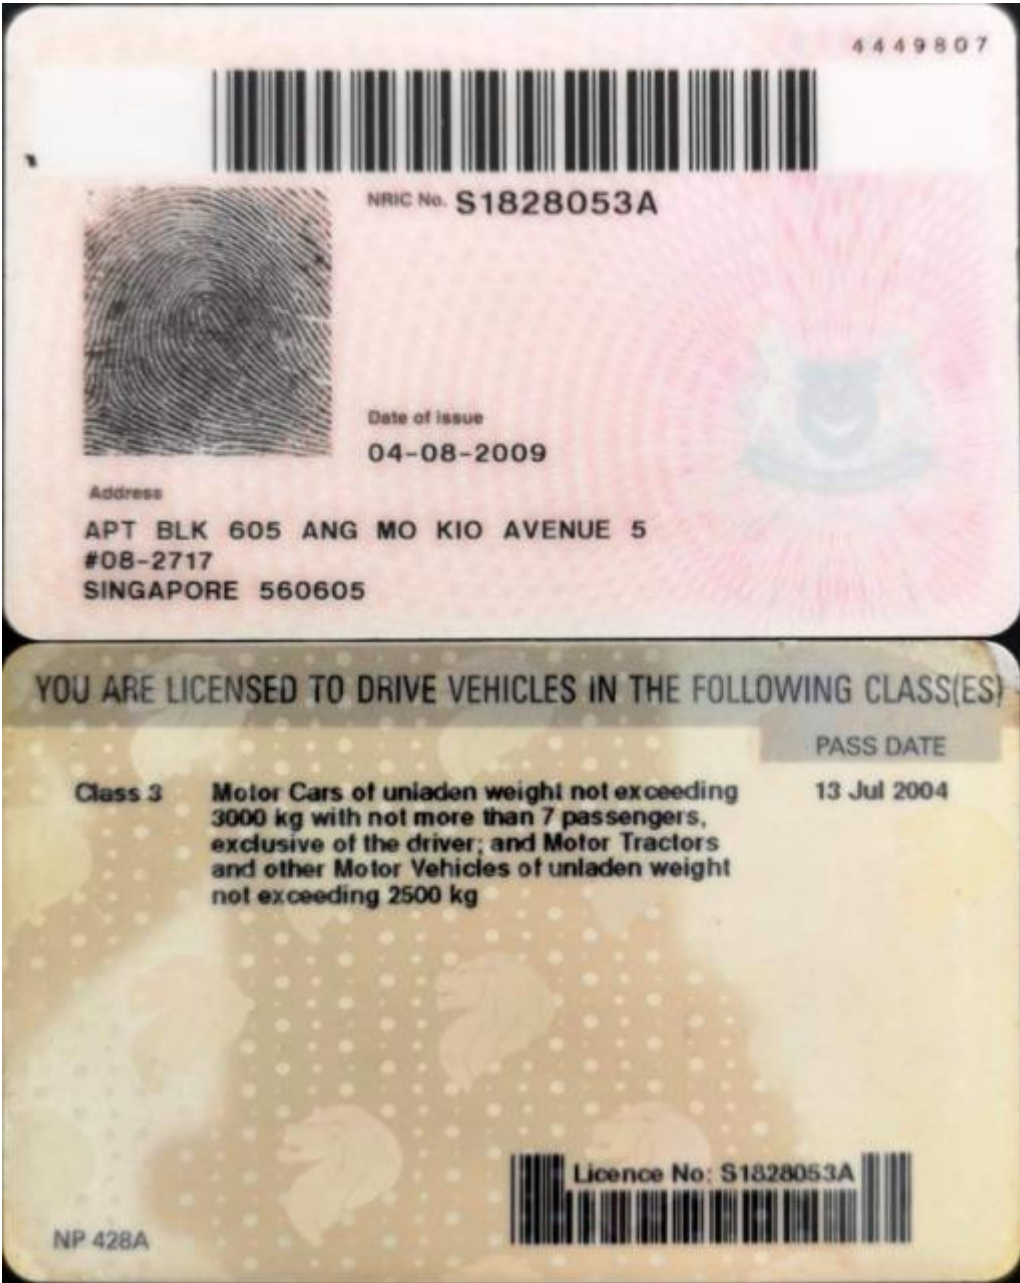 4449807
NRIC No. S1828053A
Date of issue
04-08-2009
Address
APT BLK 605 ANG MO KIO AVENUE 5
#08-2717
SINGAPORE 560605
YOU ARE LICENSED TO DRIVE VEHICLES IN THE FOLLOWING CLASS(ES)
PASS DATE
Class 3 Motor Cars of unladen weight not exceeding 13 Jul 2004
3000 kg with not more than 7 passengers,
exclusive of the driver; and Motor Tractors
and other Motor Vehicles of unladen weight
not exceeding 2500 kg
Licence No: S1828053A
NP 428A